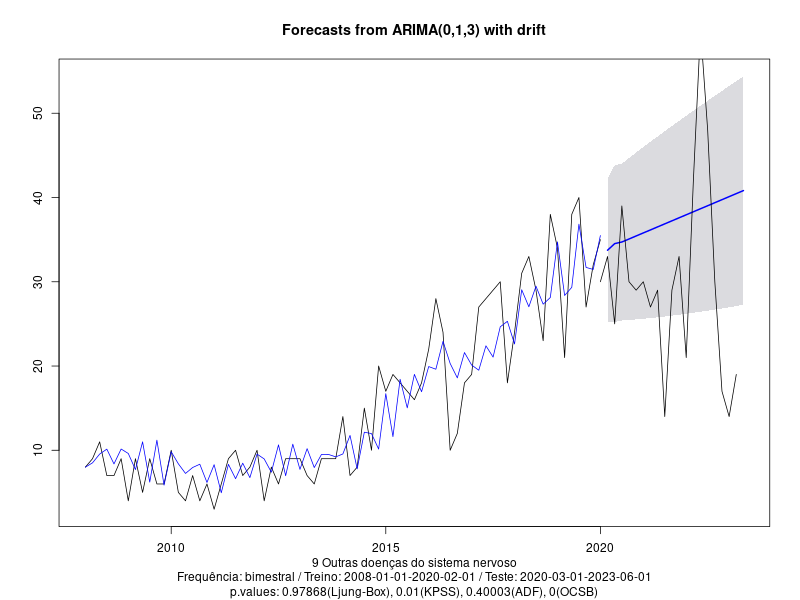 Forecasts from ARIMA(0,1,3) with drift
50
40
30
20
10
2010 2015 2020
9 Outras doenças do sistema nervoso
Frequência: bimestral / Treino: 2008-01-01-2020-02-01 / Teste: 2020-03-01-2023-06-01
p.values: 0.97868(Ljung-Box), 0.01(KPSS), 0.40003(ADF), 0(OCSB)